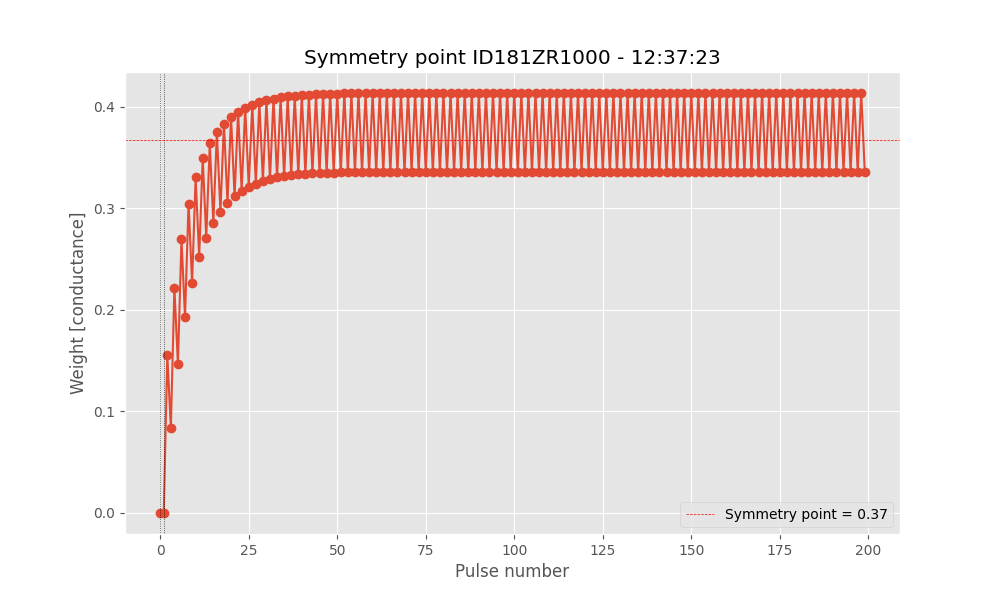 Symmetry point ID181ZR1000 - 12:37:23
Weight [conductance]
0.4
0.3
0.2
0.1
0.0
Symmetry point = 0.37
0 25 50 75 100 125 150 175 200
Pulse number